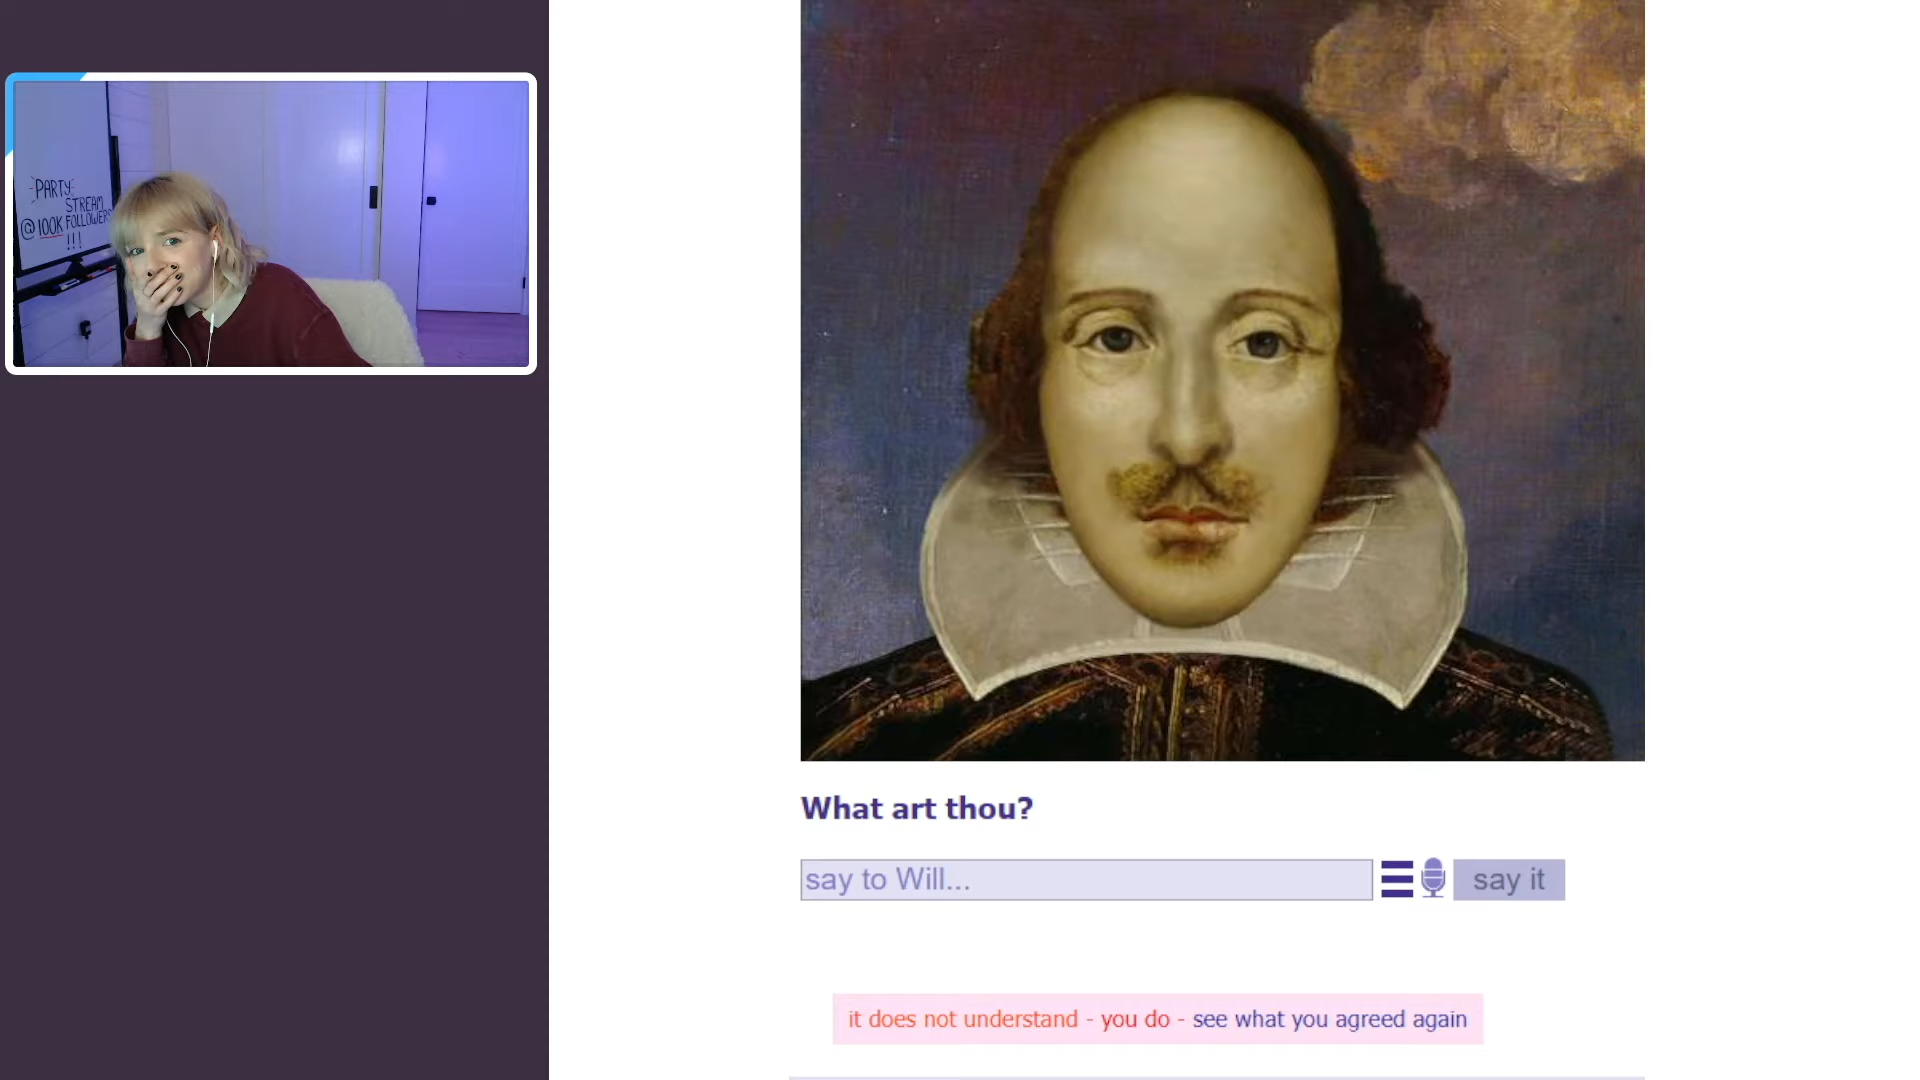 PARTY
STREAM
@100K FOLLOWERS
!!!
What art thou?
say to Will...
say it
it does not understand - you do - see what you agreed again